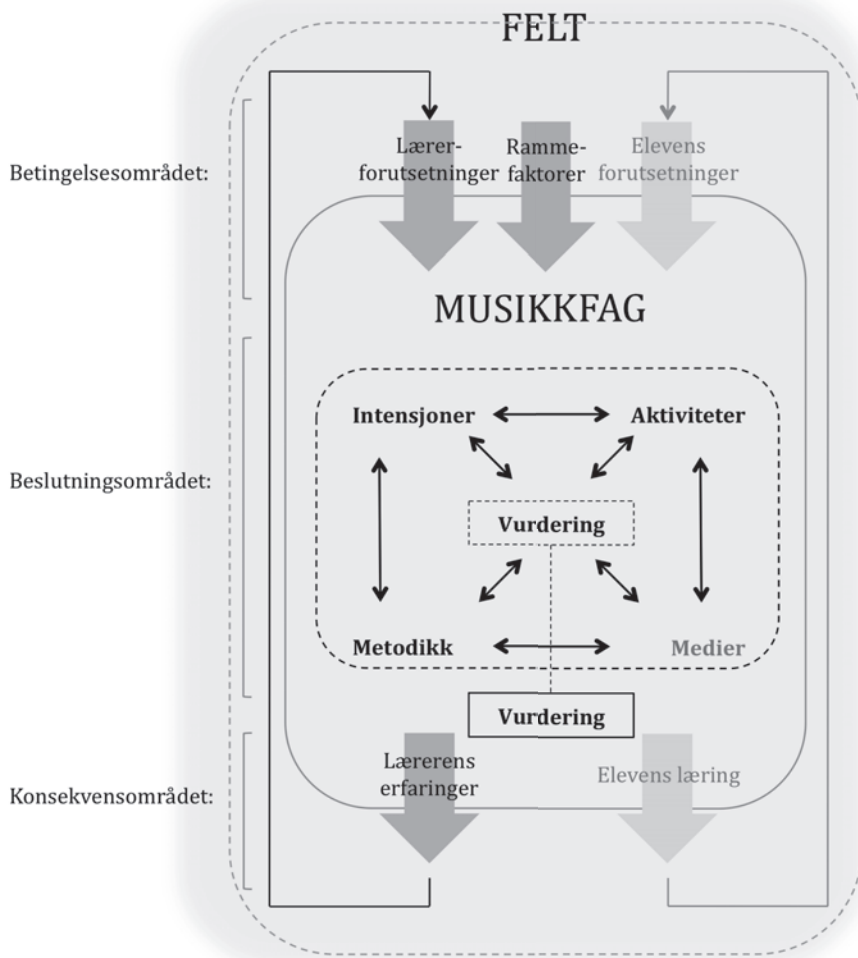 FELT
Betingelsesområdet:
Lærer-
forutsetninger
Ramme-
faktorer
Elevens
forutsetninger
MUSIKKFAG
Beslutningsområdet:
Intensjoner
Aktiviteter
Vurdering
Metodikk
Medier
Vurdering
Konsekvensområdet:
Lærerens
erfaringer
Elevens læring